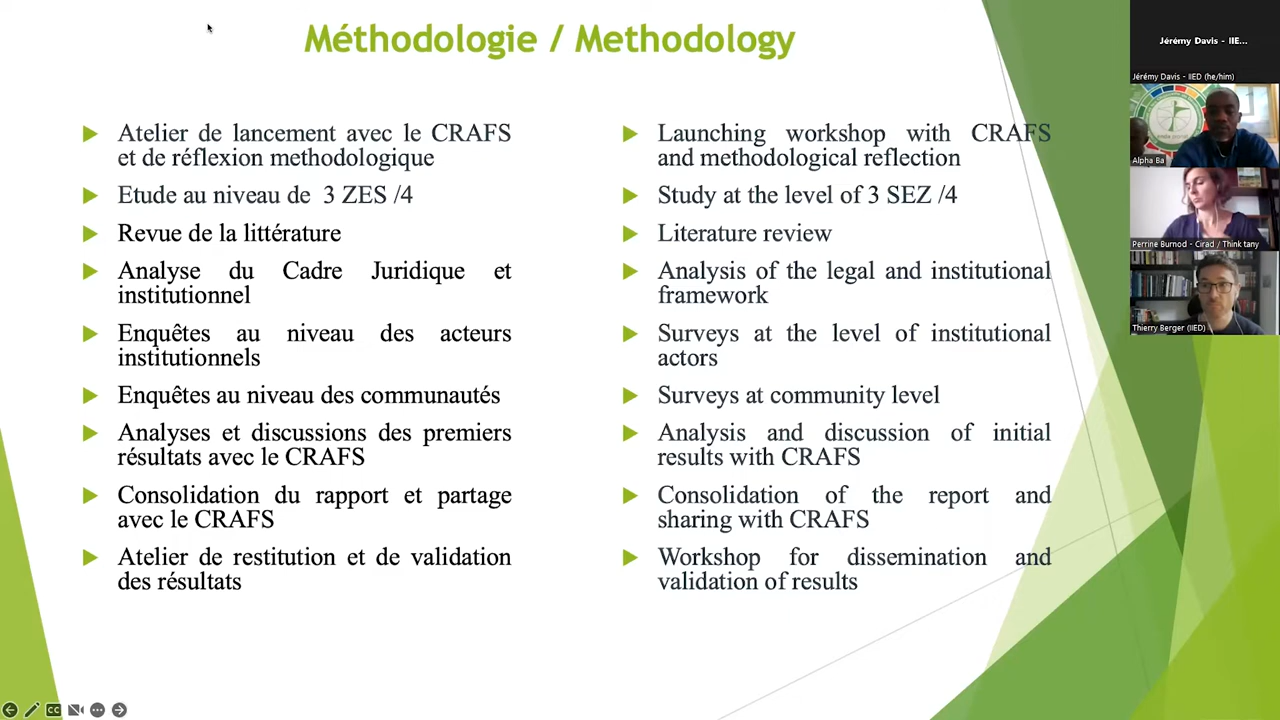 Méthodologie / Methodology
Atelier de lancement avec le CRAFS
et de réflexion methodologique
Etude au niveau de 3 ZES /4
Revue de la littérature
Analyse du Cadre Juridique et
institutionnel
Enquêtes au niveau des acteurs
institutionnels
Enquêtes au niveau des communautés
Analyses et discussions des premiers
résultats avec le CRAFS
Consolidation du rapport et partage
avec le CRAFS
Atelier de restitution et de validation
des résultats
Launching workshop with CRAFS
and methodological reflection
Study at the level of 3 SEZ /4
Literature review
Analysis of the legal and institutional
framework
Surveys at the level of institutional
actors
Surveys at community level
Analysis and discussion of initial
results with CRAFS
Consolidation of the report and
sharing with CRAFS
Workshop for dissemination and
validation of results
Jérémy Davis - IIE...
Jérémy Davis - IIED (he/him)
Alpha Ba
Perrine Burnod - Cirad / Think tany
Thierry Berger (IIED)
CC